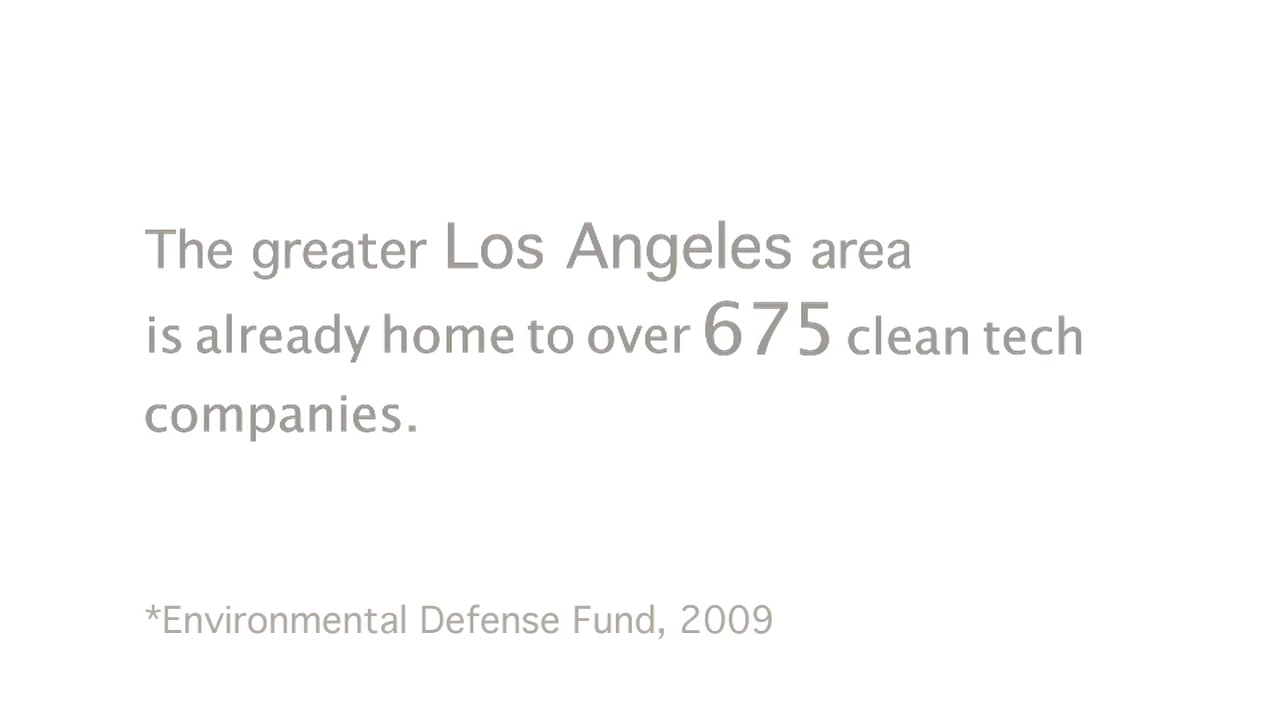 The greater Los Angeles area
is already home to over 675 clean tech
companies.
*Environmental Defense Fund, 2009